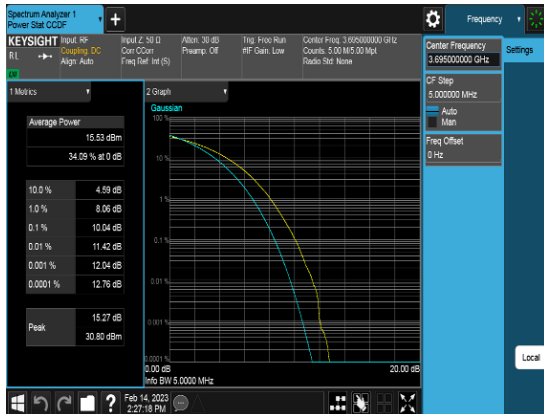 Spectrum Analyzer 1
Power Stat CCDF
+
Frequency
KEYSIGHT
RL
Input: RF
Coupling: DC
Align: Auto
Input Z: 50 Ω
Corr CCorr
Freq Ref: Int (S)
Atten: 30 dB
Preamp: Off
Trig: Free Run
#IF Gain: Low
Center Freq: 3.695000000 GHz
Counts: 5.00 M/5.00 Mpt
Radio Std: None
Center Frequency
3.695000000 GHz
Settings
CF Step
5.000000 MHz
Auto
Man
Freq Offset
0 Hz
Local
1 Metrics
Average Power
15.53 dBm
34.09 % at 0 dB
10.0 % 4.59 dB
1.0 % 8.06 dB
0.1 % 10.04 dB
0.01 % 11.42 dB
0.001 % 12.04 dB
0.0001 % 12.76 dB
Peak
15.27 dB
30.80 dBm
2 Graph
Gaussian
100 %
10 %
1 %
0.1 %
0.01 %
0.001 %
0.0001 %
0.00 dB
20.00 dB
Info BW 5.0000 MHz
?
Feb 14, 2023
2:27:18 PM